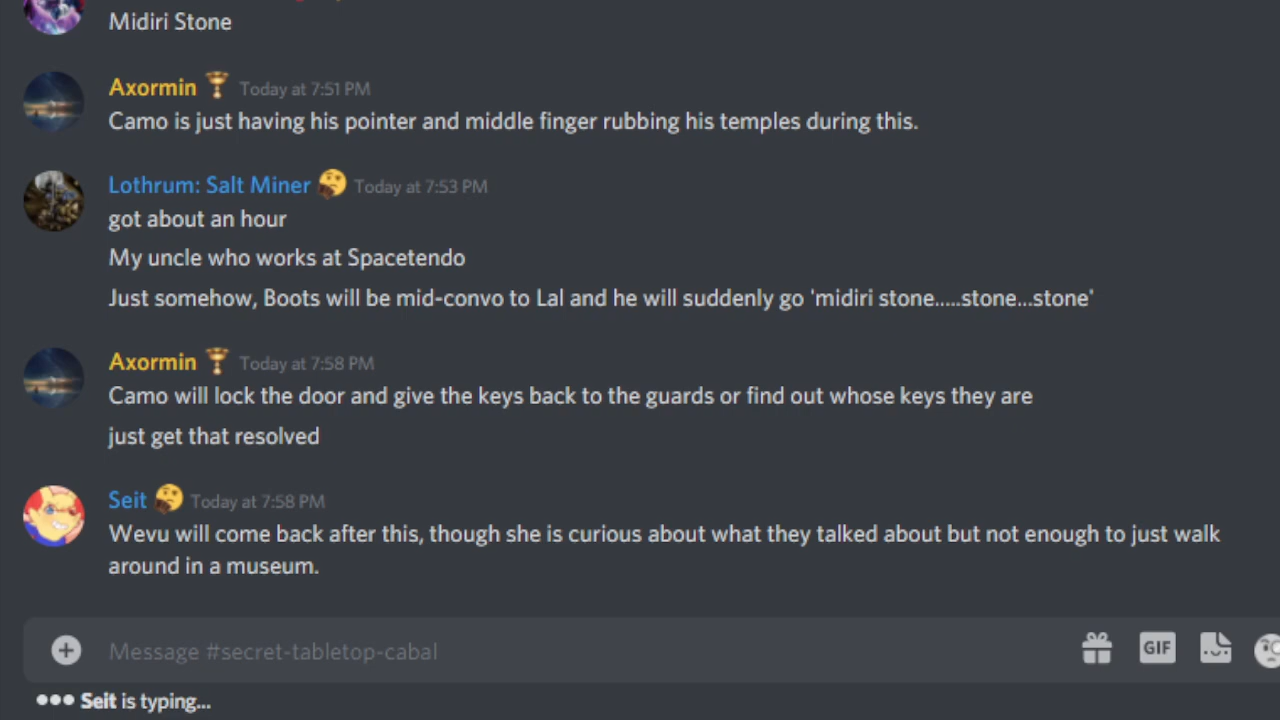 Midiri Stone
Axormin Today at 7:51 PM
Camo is just having his pointer and middle finger rubbing his temples during this.
Lothrum: Salt Miner Today at 7:53 PM
got about an hour
My uncle who works at Spacetendo
Just somehow, Boots will be mid-convo to Lal and he will suddenly go 'midiri stone.....stone...stone'
Axormin Today at 7:58 PM
Camo will lock the door and give the keys back to the guards or find out whose keys they are
just get that resolved
Seit Today at 7:58 PM
Wevu will come back after this, though she is curious about what they talked about but not enough to just walk
around in a museum.
Message #secret-tabletop-cabal
GIF
Seit is typing...